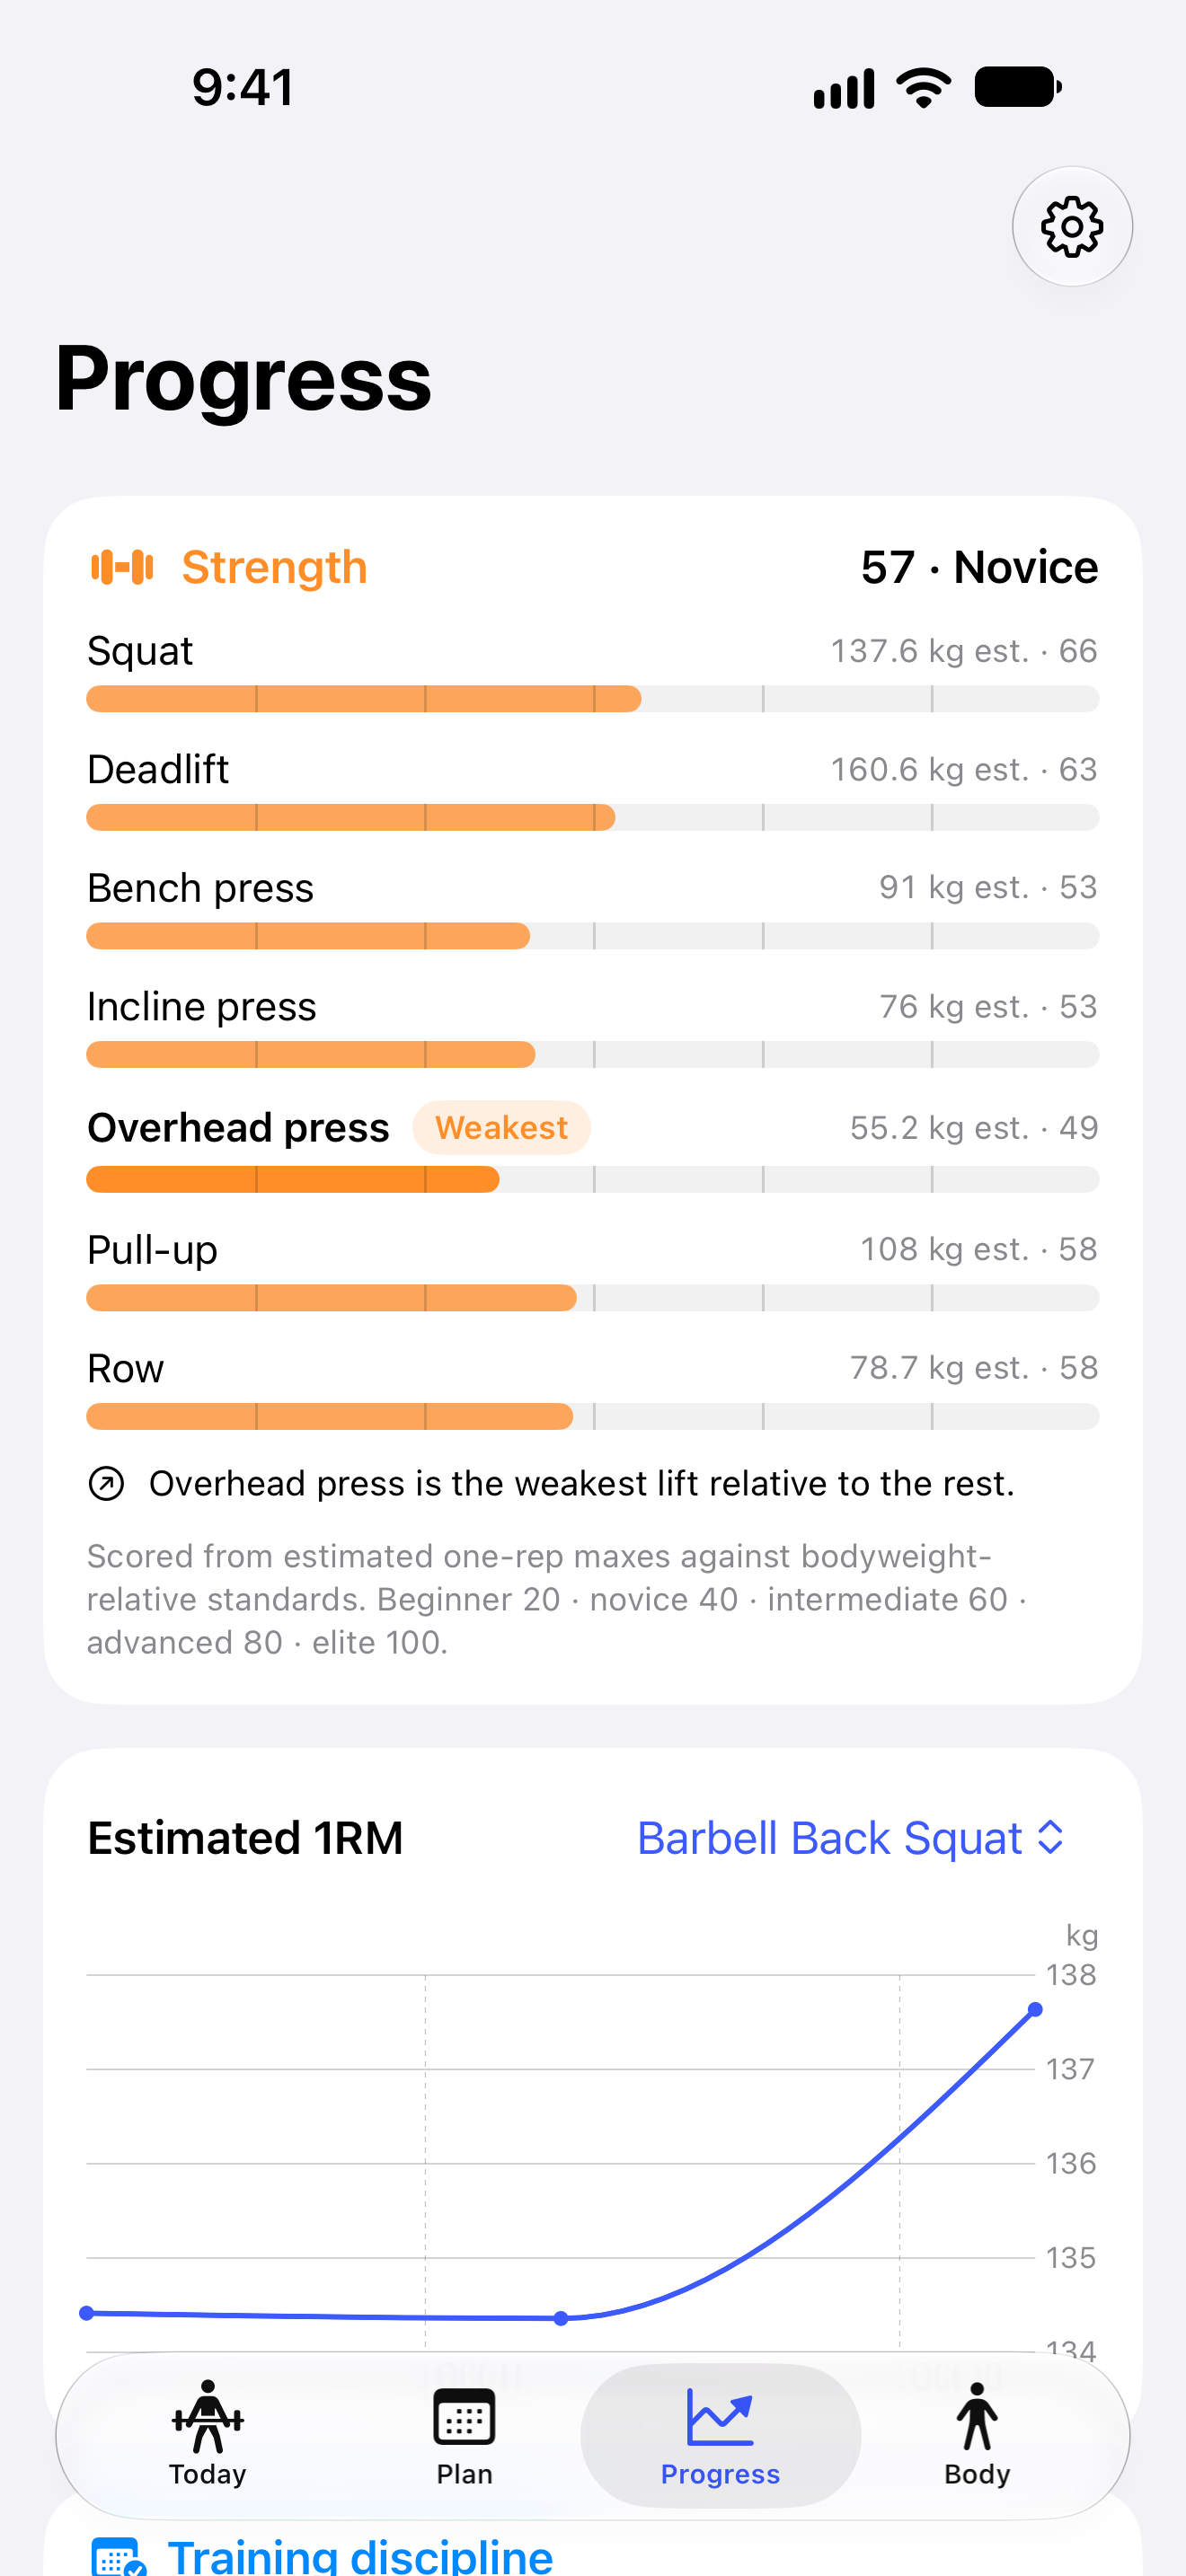 9:41
Progress
Strength
57 · Novice
Squat
137.6 kg est. · 66
Deadlift
160.6 kg est. · 63
Bench press
91 kg est. · 53
Incline press
76 kg est. · 53
Overhead press
Weakest
55.2 kg est. · 49
Pull-up
108 kg est. · 58
Row
78.7 kg est. · 58
Overhead press is the weakest lift relative to the rest.
Scored from estimated one-rep maxes against bodyweight-
relative standards. Beginner 20 · novice 40 · intermediate 60 ·
advanced 80 · elite 100.
Estimated 1RM
Barbell Back Squat
kg
138
137
136
135
134
Today
Plan
Progress
Body
Training discipline